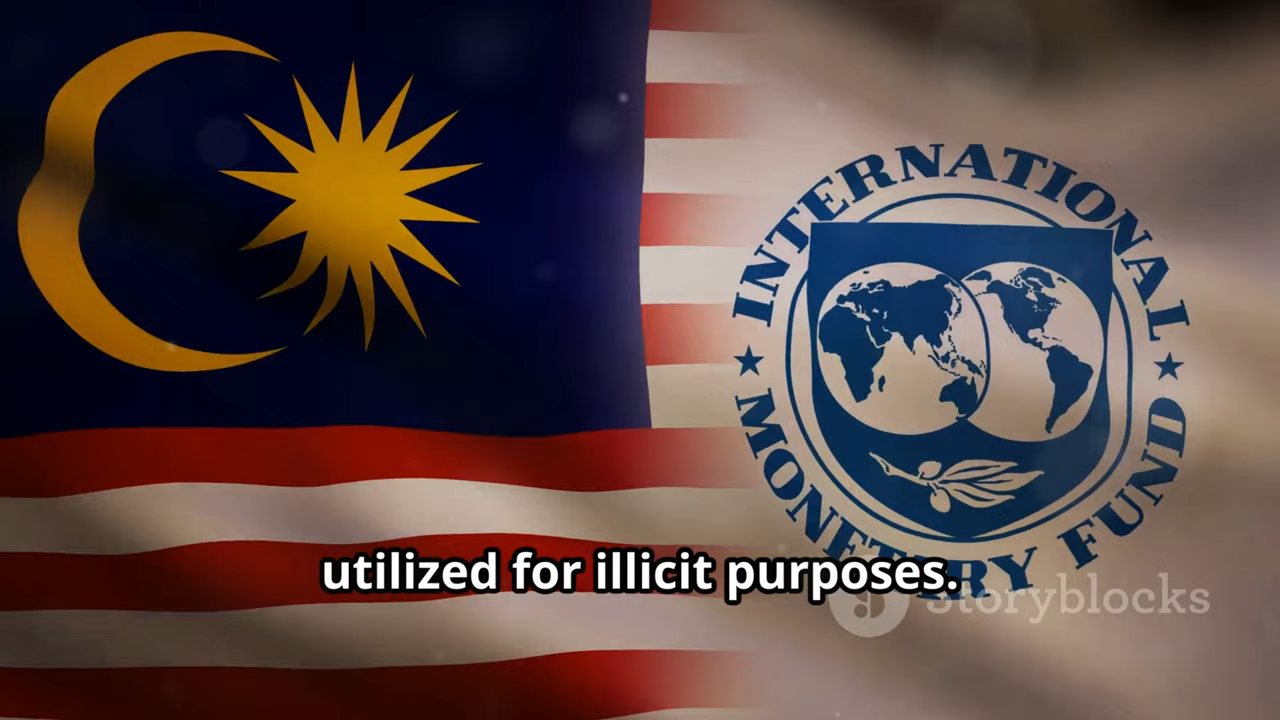 INTERNATIONAL
MONETARY FUND
utilized for illicit purposes.
storyblocks